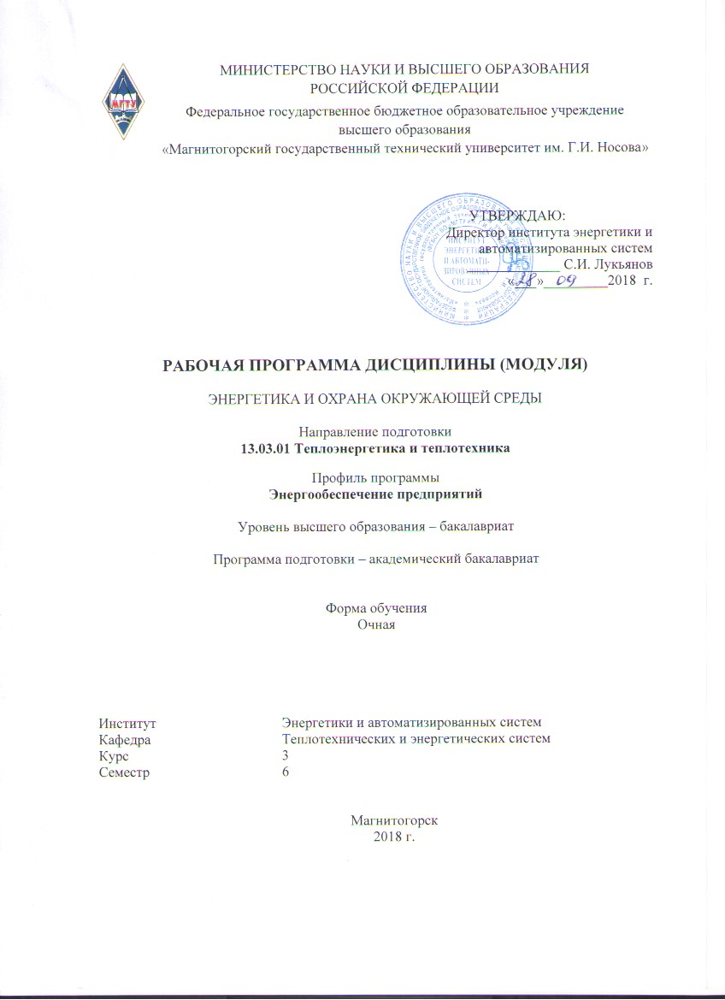 МИНИСТЕРСТВО НАУКИ И ВЫСШЕГО ОБРАЗОВАНИЯ
РОССИЙСКОЙ ФЕДЕРАЦИИ
Федеральное государственное бюджетное образовательное учреждение
высшего образования
«Магнитогорский государственный технический университет им. Г.И. Носова»
МГТУ
УТВЕРЖДАЮ:
Директор института энергетики и
автоматизированных систем
С.И. Лукьянов
«28» 09 2018 г.
ИНСТИТУТ
ЭНЕРГЕТИКИ
И АВТОМАТИ-
ЗИРОВАННЫХ
СИСТЕМ
РАБОЧАЯ ПРОГРАММА ДИСЦИПЛИНЫ (МОДУЛЯ)
ЭНЕРГЕТИКА И ОХРАНА ОКРУЖАЮЩЕЙ СРЕДЫ
Направление подготовки
13.03.01 Теплоэнергетика и теплотехника
Профиль программы
Энергообеспечение предприятий
Уровень высшего образования – бакалавриат
Программа подготовки – академический бакалавриат
Форма обучения
Очная
Институт Энергетики и автоматизированных систем
Кафедра Теплотехнических и энергетических систем
Курс 3
Семестр 6
Магнитогорск
2018 г.